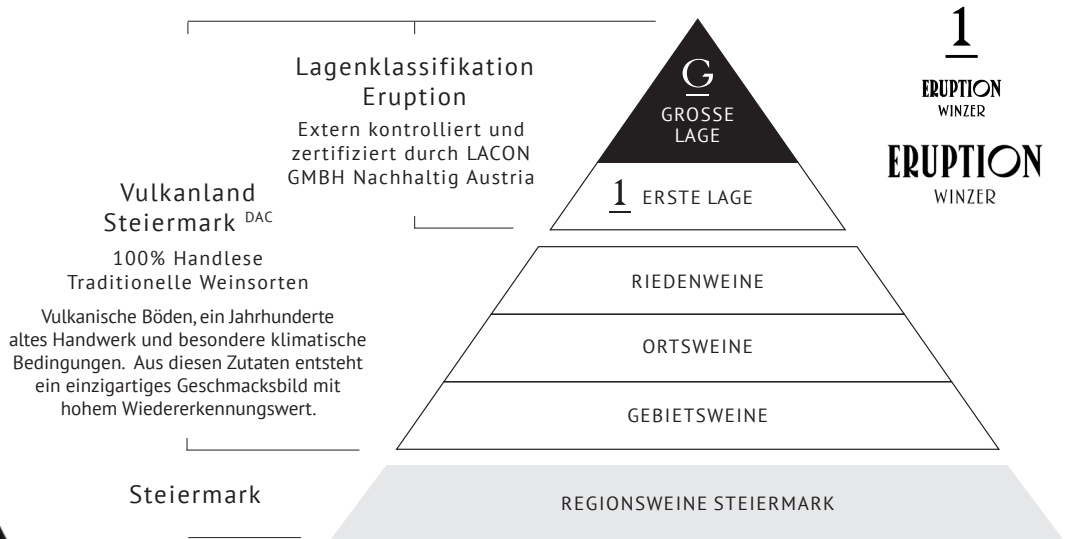 Lagenklassifikation
Eruption
Extern kontrolliert und
zertifiziert durch LACON
GMBH Nachhaltig Austria
Vulkanland
Steiermark DAC
100% Handlese
Traditionelle Weinsorten
Vulkanische Böden, ein Jahrhunderte
altes Handwerk und besondere klimatische
Bedingungen. Aus diesen Zutaten entsteht
ein einzigartiges Geschmacksbild mit
hohem Wiedererkennungswert.
Steiermark
G
GROSSE
LAGE
1 ERSTE LAGE
RIEDENWEINE
ORTSWEINE
GEBIETSWEINE
REGIONSWEINE STEIERMARK
1
ERUPTION
WINZER
ERUPTION
WINZER